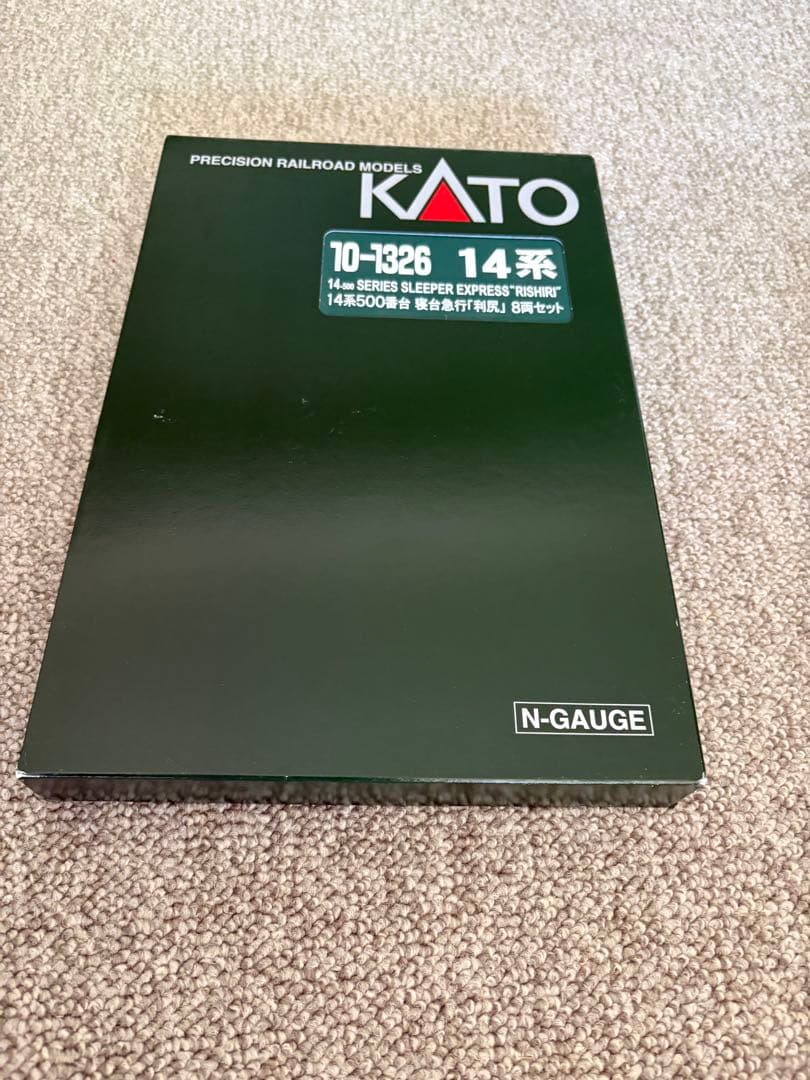 PRECISION RAILROAD MODELS
KATO
10-1326 14系
14-500 SERIES SLEEPER EXPRESS "RISHIRI"
14系500番台 寝台急行「利尻」 8両セット
N-GAUGE